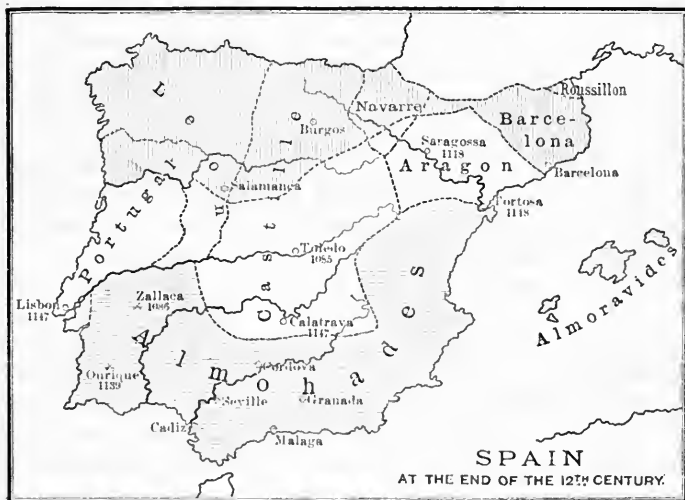 Leon
Castille
Navarre
Roussillon
Barce-
lona
Burgos
Saragossa
1118
Aragon
Barcelona
Salamanca
Tortosa
1148
Portugal
Toledo
1085
Lisbon
1147
Zallaca
1086
Calatrava
1147
Almoravides
Almohades
Ourique
1139
Cordova
Seville
Granada
Cadiz
Malaga
SPAIN
AT THE END OF THE 12TH CENTURY.